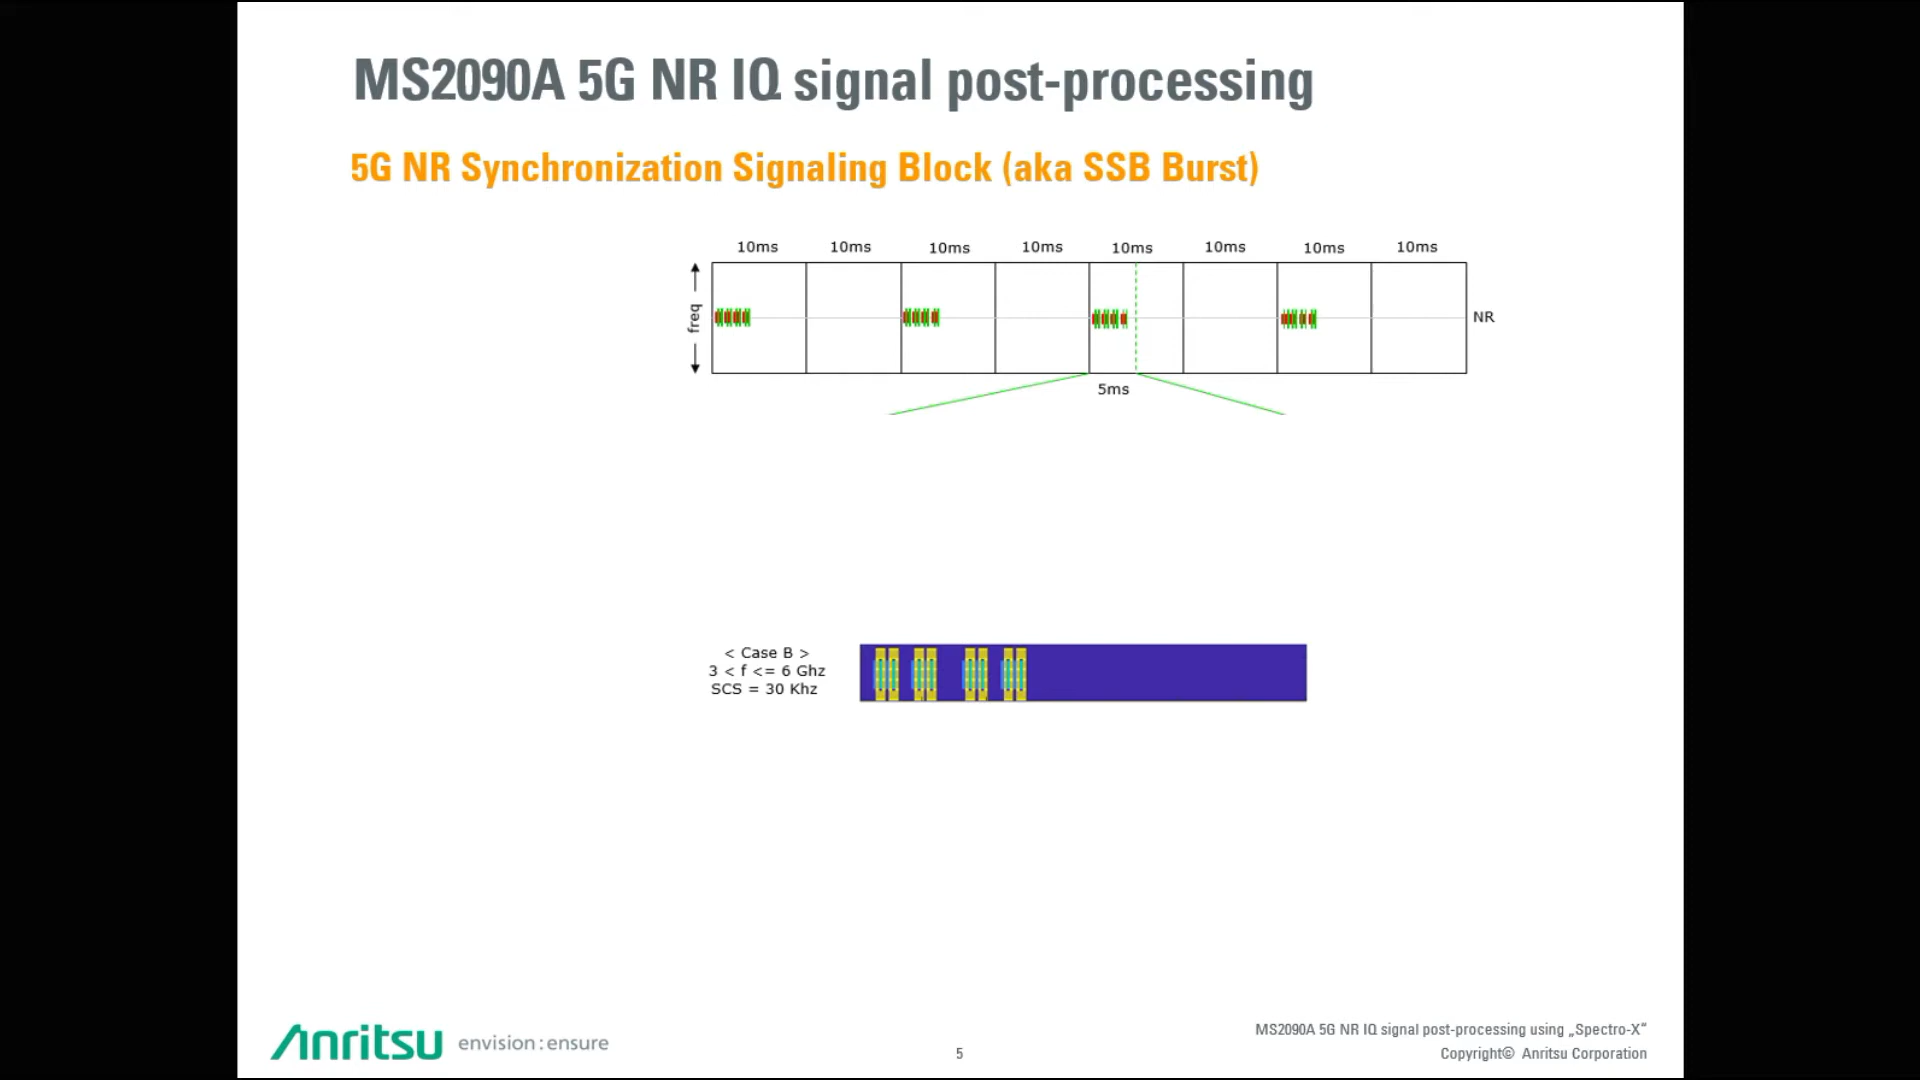 MS2090A 5G NR IQ signal post-processing
5G NR Synchronization Signaling Block (aka SSB Burst)
10ms 10ms 10ms 10ms 10ms 10ms 10ms 10ms
freq
NR
5ms
< Case B >
3 < f <= 6 Ghz
SCS = 30 Khz
Anritsu envision : ensure
5
MS2090A 5G NR IQ signal post-processing using „Spectro-X“
Copyright© Anritsu Corporation